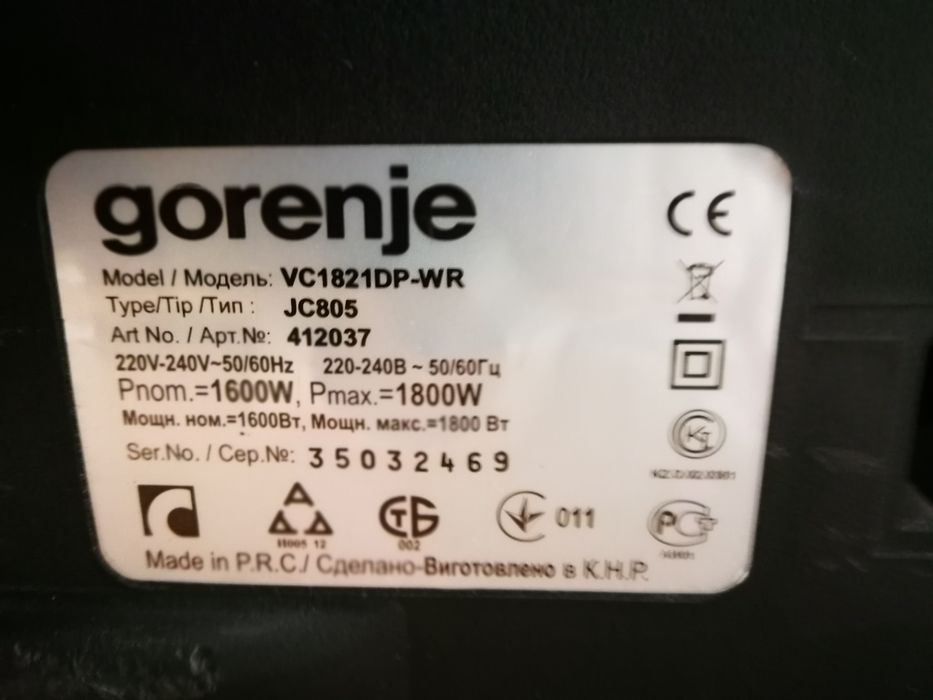 gorenje
CE
Model / Модель: VC1821DP-WR
Type/Tip /Тип : JC805
Art No. / Арт.№: 412037
220V-240V~50/60Hz 220-240В ~ 50/60Гц
Pnom.=1600W, Pmax.=1800W
Мощн. ном.=1600Вт, Мощн. макс.=1800 Вт
Ser.No. / Сер.№: 35032469
002
011
Made in P.R.C./ Сделано-Виготовлено в К.Н.Р.